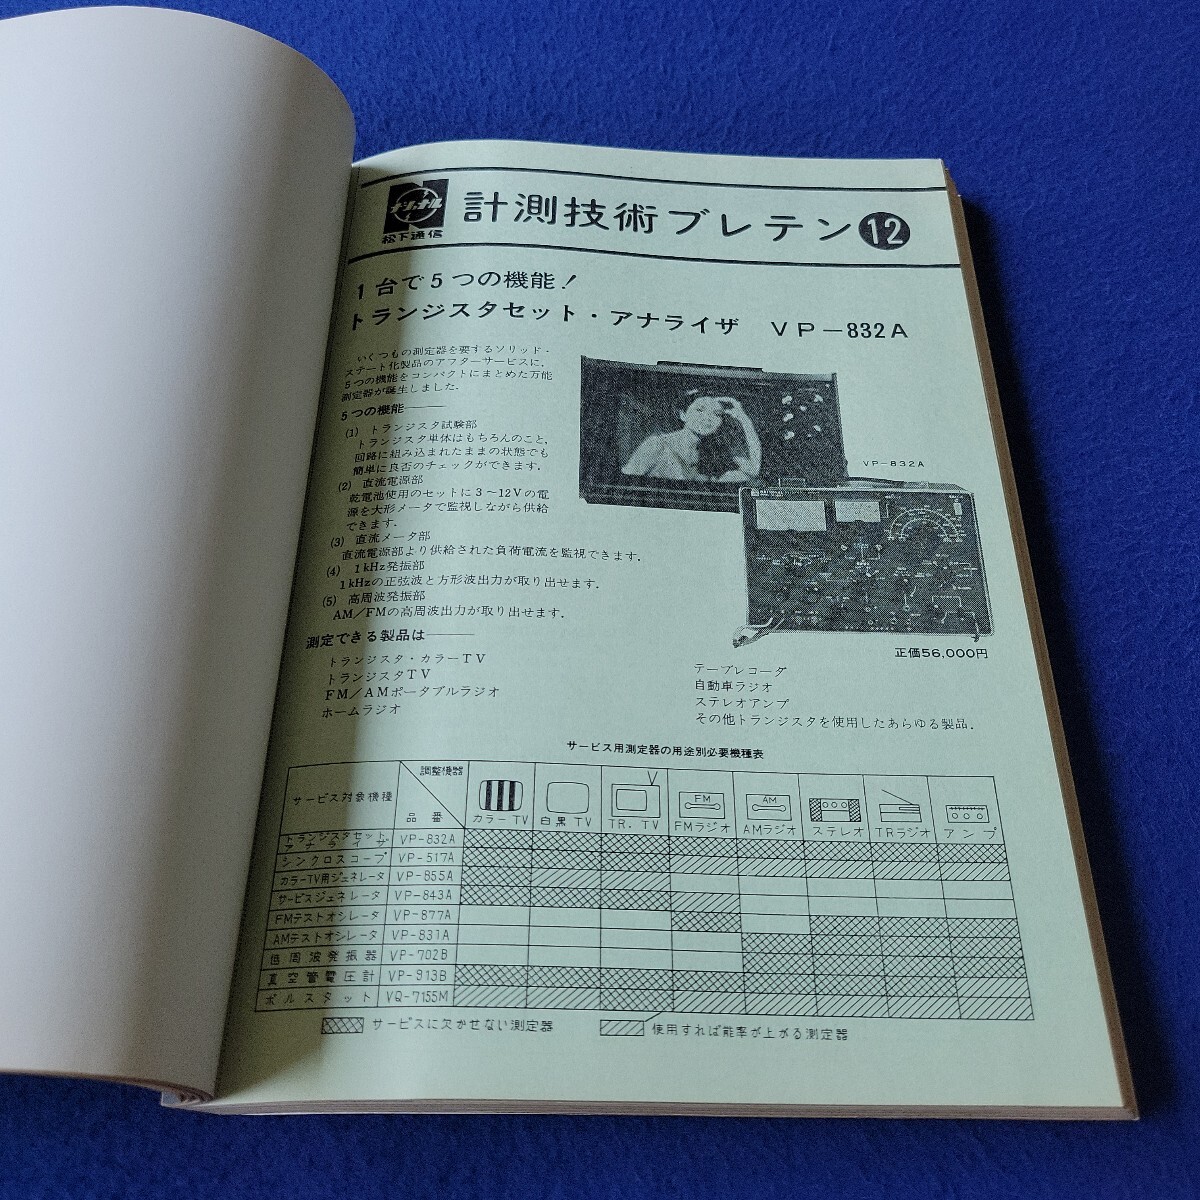 ナショナル
松下通信
計測技術ブレテン 12
1台で5つの機能!
トランジスタセット・アナライザ VP-832A
いくつもの測定器を要するソリッド・
ステート化製品のアフターサービスに、
5つの機能をコンパクトにまとめた万能
測定器が誕生しました.
5つの機能―――
(1) トランジスタ試験部
トランジスタ単体はもちろんのこと,
回路に組み込まれたままの状態でも
簡単に良否のチェックができます.
(2) 直流電源部
乾電池使用のセットに3~12Vの電
源を大形メータで監視しながら供給
できます.
(3) 直流メータ部
直流電源部より供給された負荷電流を監視できます.
(4) 1kHz発振部
1kHzの正弦波と方形波出力が取り出せます.
(5) 高周波発振部
AM/FMの高周波出力が取り出せます.
VP-832A
正価56,000円
測定できる製品は―――
トランジスタ・カラーTV
トランジスタTV
FM/AMポータブルラジオ
ホームラジオ
テープレコーダ
自動車ラジオ
ステレオアンプ
その他トランジスタを使用したあらゆる製品.
サービス用測定器の用途別必要機種表
サービス対象機種 調整機器 品番 カラーTV 白黒TV TR.TV FM FMラジオ AM AMラジオ ステレオ TRラジオ アンプ
トランジスタセット・アナライザ VP-832A
シンクロスコープ VP-517A
カラーTV用ジェネレータ VP-855A
サービスジェネレータ VP-843A
FMテストオシレータ VP-877A
AMテストオシレータ VP-831A
低周波発振器 VP-702B
真空管電圧計 VP-913B
ボルスタット VQ-7155M
サービスに欠かせない測定器 使用すれば能率が上がる測定器